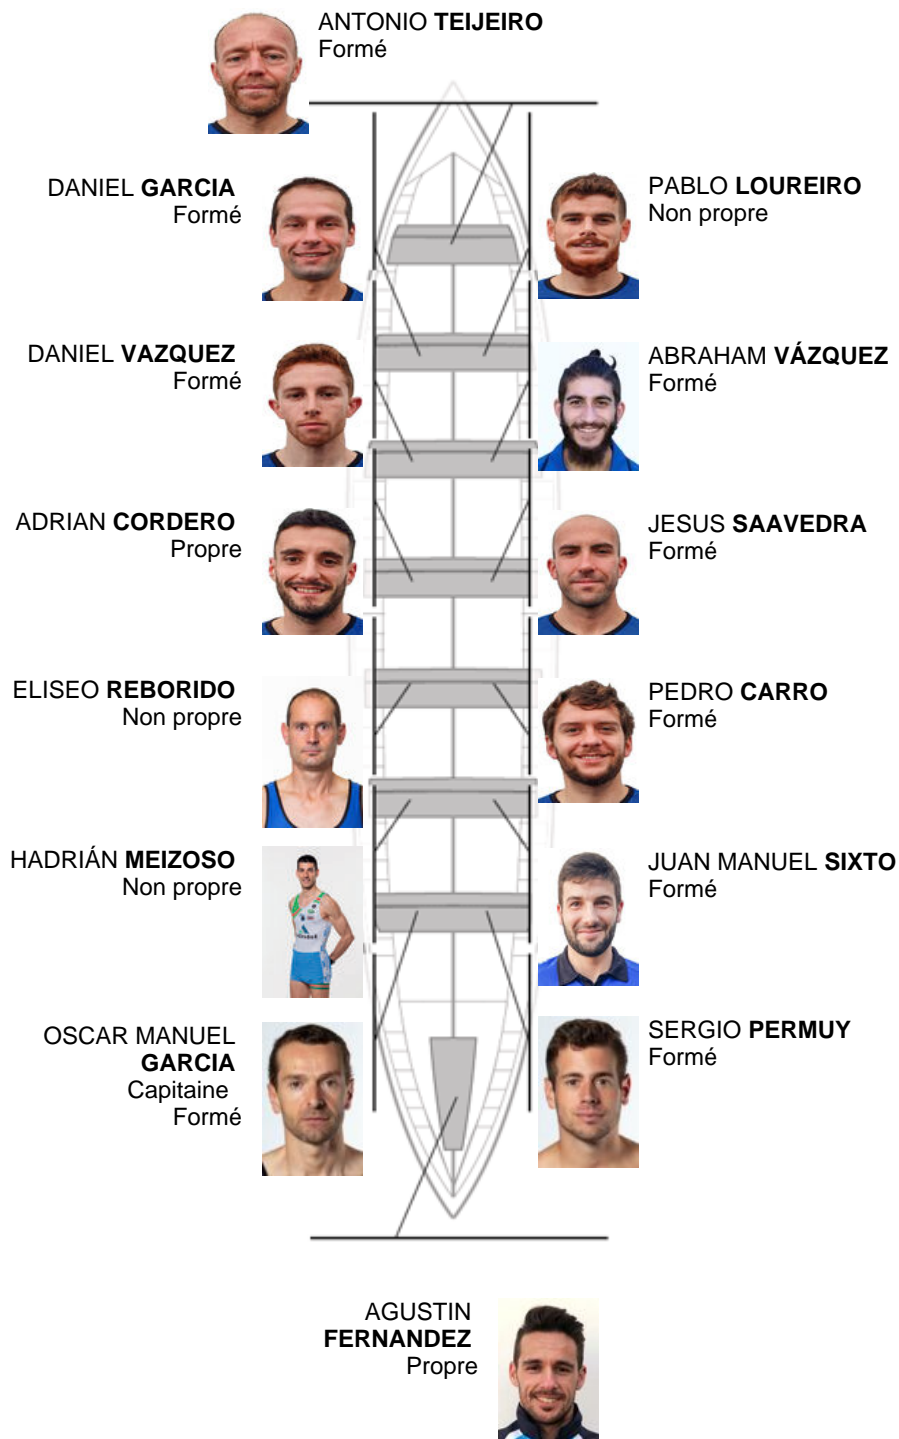 ANTONIO TEIJEIRO
Formé
DANIEL GARCIA
Formé
PABLO LOUREIRO
Non propre
DANIEL VAZQUEZ
Formé
ABRAHAM VÁZQUEZ
Formé
ADRIAN CORDERO
Propre
JESUS SAAVEDRA
Formé
ELISEO REBORIDO
Non propre
PEDRO CARRO
Formé
HADRIÁN MEIZOSO
Non propre
JUAN MANUEL SIXTO
Formé
OSCAR MANUEL
GARCIA
Capitaine
Formé
SERGIO PERMUY
Formé
AGUSTIN
FERNANDEZ
Propre